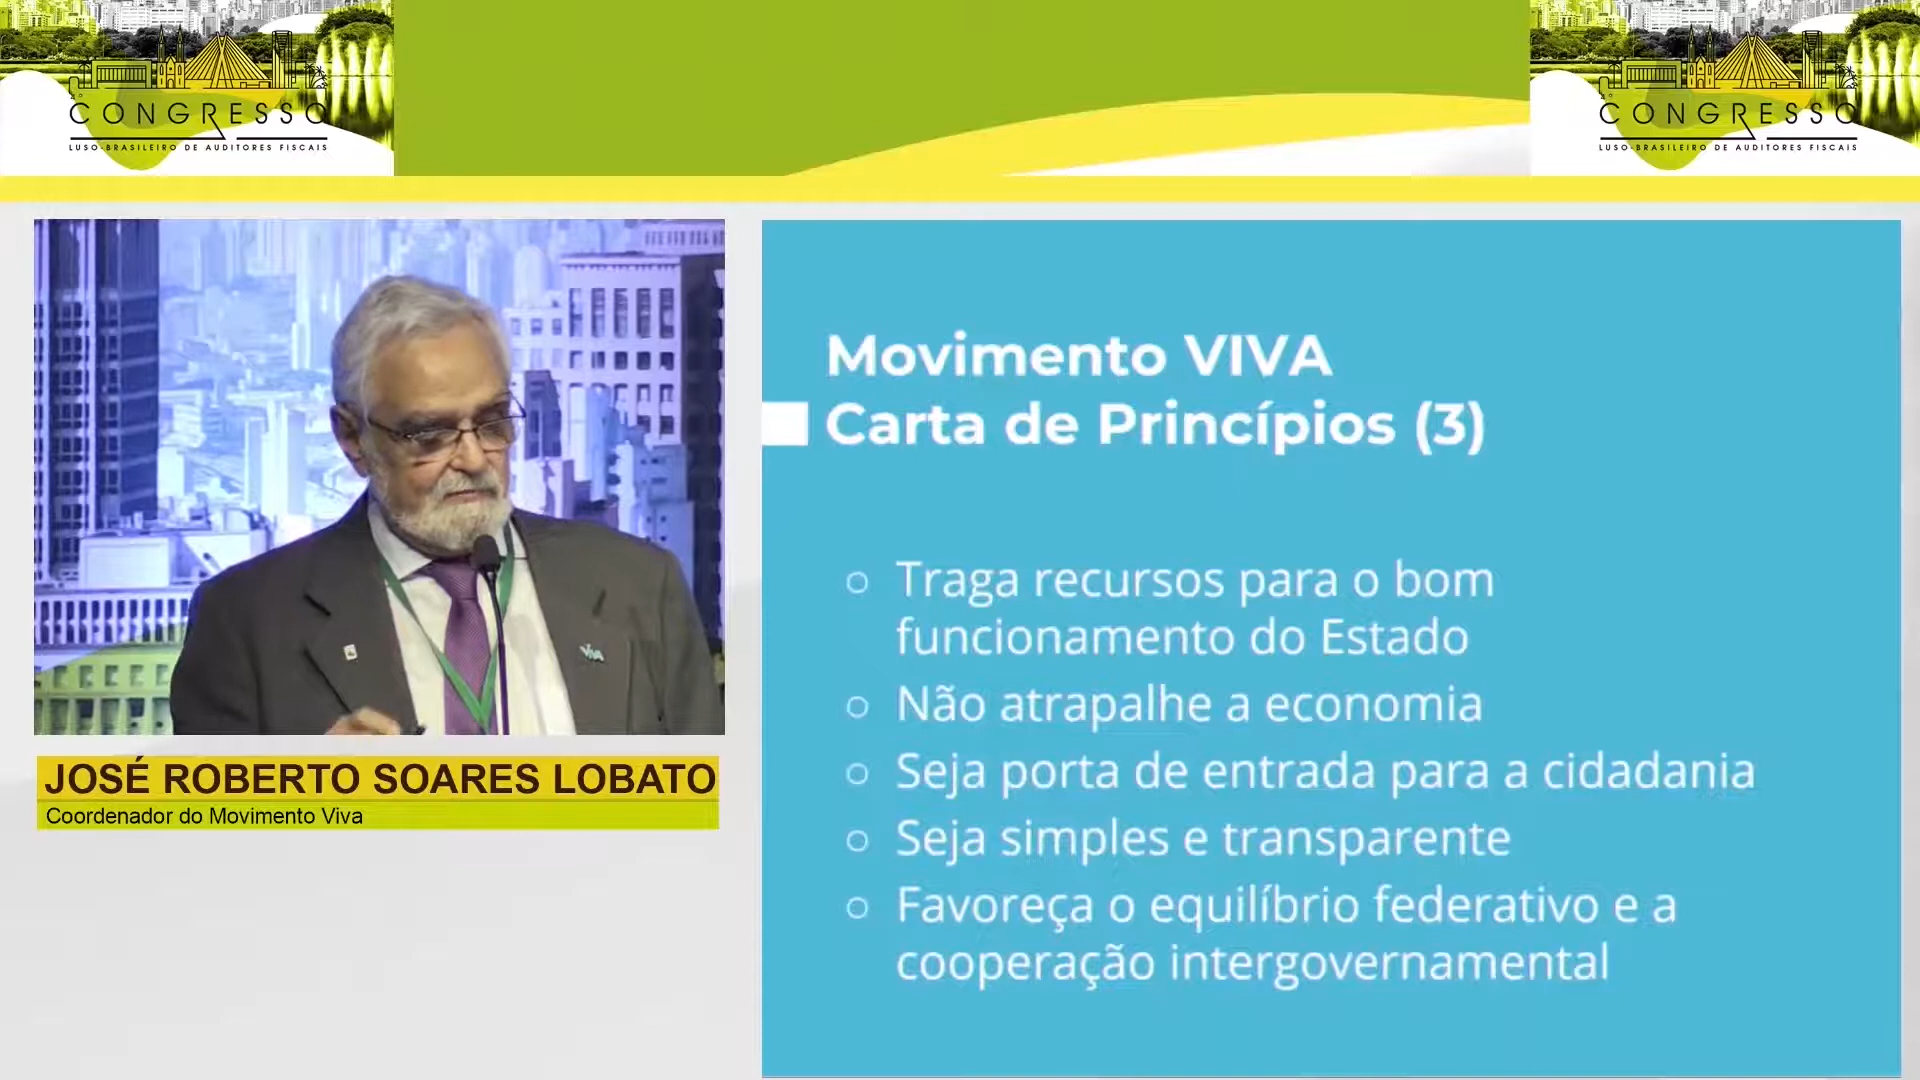 CONGRESSO
LUSO-BRASILEIRO DE AUDITORES FISCAIS
CONGRESSO
LUSO-BRASILEIRO DE AUDITORES FISCAIS
VIVA
JOSÉ ROBERTO SOARES LOBATO
Coordenador do Movimento Viva
Movimento VIVA
Carta de Princípios (3)
○ Traga recursos para o bom
funcionamento do Estado
○ Não atrapalhe a economia
○ Seja porta de entrada para a cidadania
○ Seja simples e transparente
○ Favoreça o equilíbrio federativo e a
cooperação intergovernamental